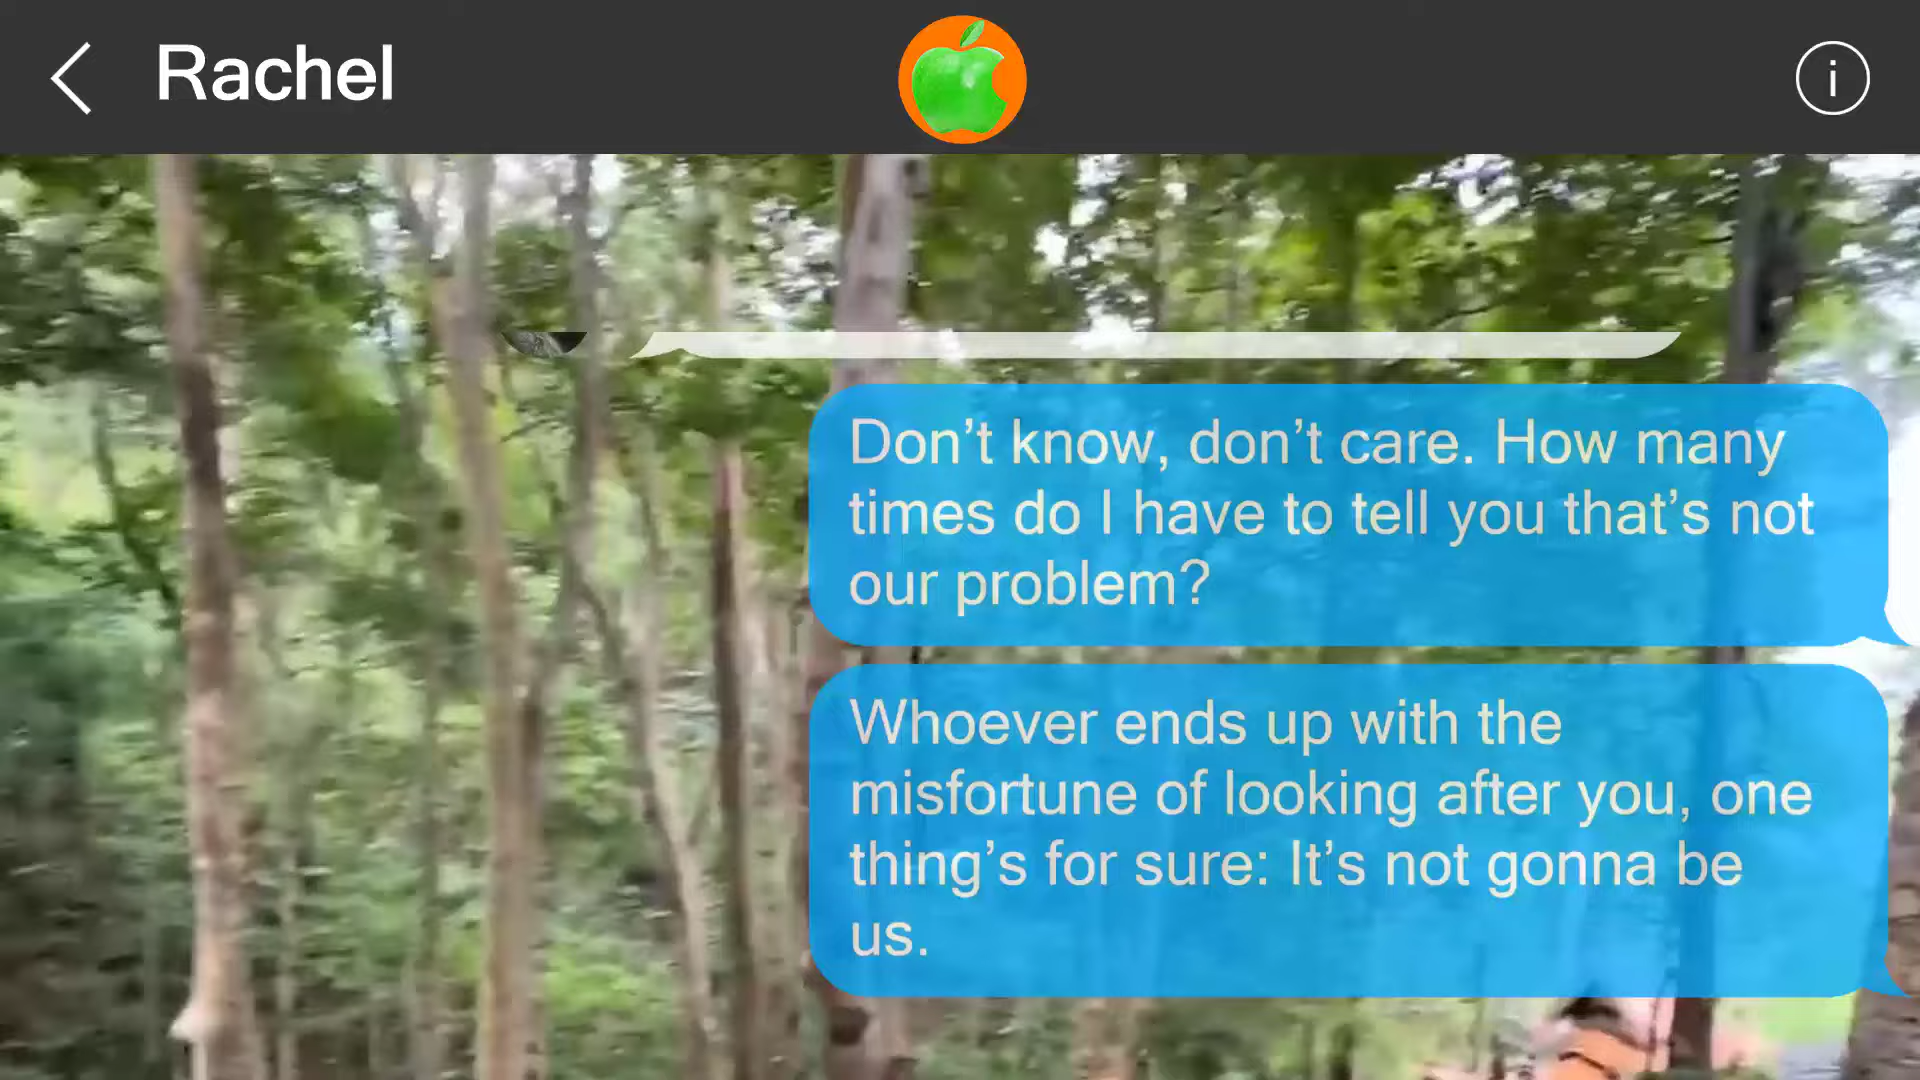 Rachel
Don’t know, don’t care. How many
times do I have to tell you that’s not
our problem?
Whoever ends up with the
misfortune of looking after you, one
thing’s for sure: It’s not gonna be
us.